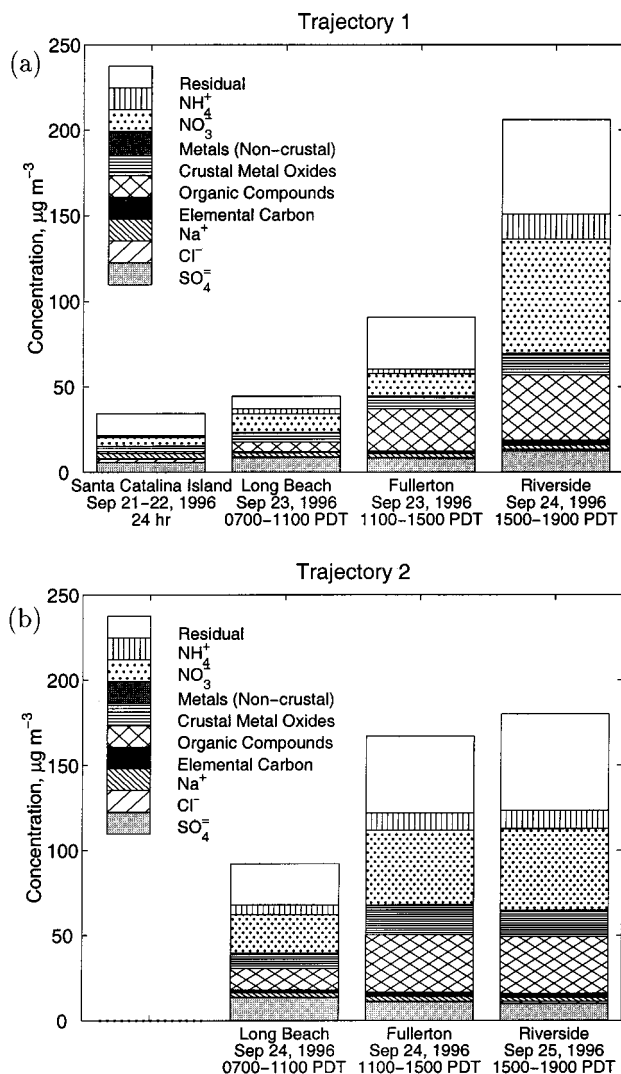 Trajectory 1
(a)
250
200
150
100
50
0
Concentration, μg m⁻³
Residual
NH₄⁺
NO₃⁻
Metals (Non-crustal)
Crustal Metal Oxides
Organic Compounds
Elemental Carbon
Na⁺
Cl⁻
SO₄⁼
Santa Catalina Island
Sep 21-22, 1996
24 hr
Long Beach
Sep 23, 1996
0700-1100 PDT
Fullerton
Sep 23, 1996
1100-1500 PDT
Riverside
Sep 24, 1996
1500-1900 PDT
Trajectory 2
(b)
250
200
150
100
50
0
Concentration, μg m⁻³
Residual
NH₄⁺
NO₃⁻
Metals (Non-crustal)
Crustal Metal Oxides
Organic Compounds
Elemental Carbon
Na⁺
Cl⁻
SO₄⁼
Long Beach
Sep 24, 1996
0700-1100 PDT
Fullerton
Sep 24, 1996
1100-1500 PDT
Riverside
Sep 25, 1996
1500-1900 PDT